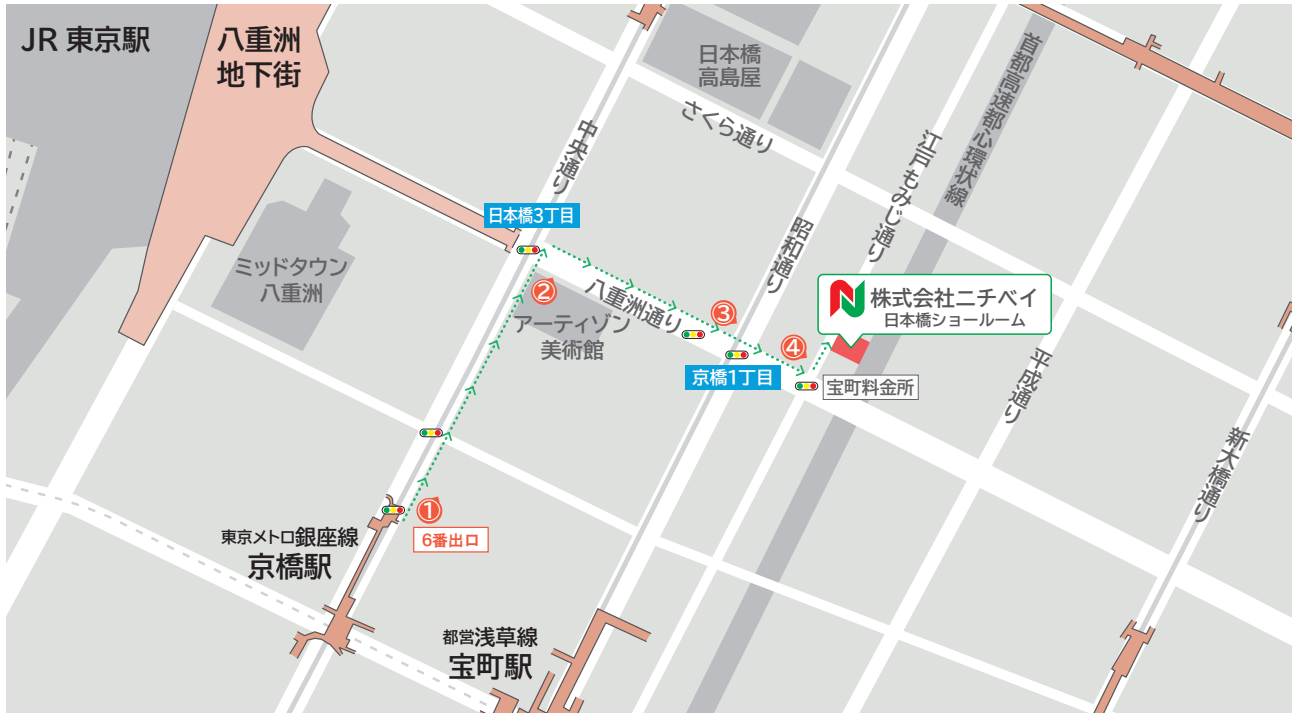 JR 東京駅
八重洲
地下街
日本橋
高島屋
さくら通り
中央通り
首都高速都心環状線
江戸もみじ通り
昭和通り
日本橋3丁目
ミッドタウン
八重洲
②
アーティゾン
美術館
八重洲通り
③
京橋1丁目
④
株式会社ニチベイ
日本橋ショールーム
宝町料金所
平成通り
新大橋通り
①
6番出口
東京メトロ銀座線
京橋駅
都営浅草線
宝町駅